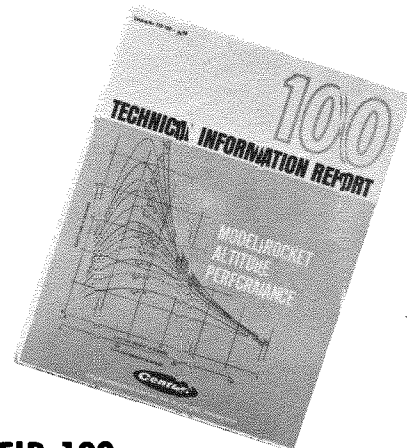 100
TECHNICAL INFORMATION REPORT
MODEL ROCKET
ALTITUDE
PERFORMANCE
Centuri
TIR-100